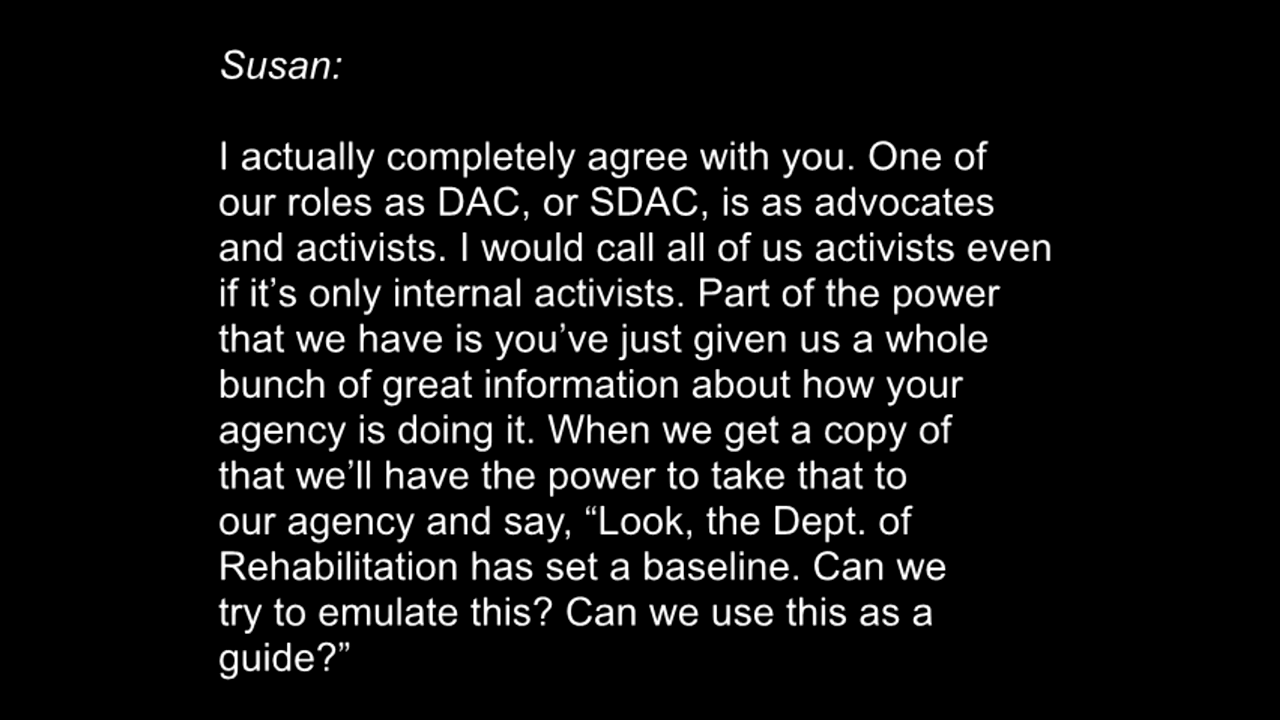 Susan:
I actually completely agree with you. One of
our roles as DAC, or SDAC, is as advocates
and activists. I would call all of us activists even
if it’s only internal activists. Part of the power
that we have is you’ve just given us a whole
bunch of great information about how your
agency is doing it. When we get a copy of
that we’ll have the power to take that to
our agency and say, “Look, the Dept. of
Rehabilitation has set a baseline. Can we
try to emulate this? Can we use this as a
guide?”